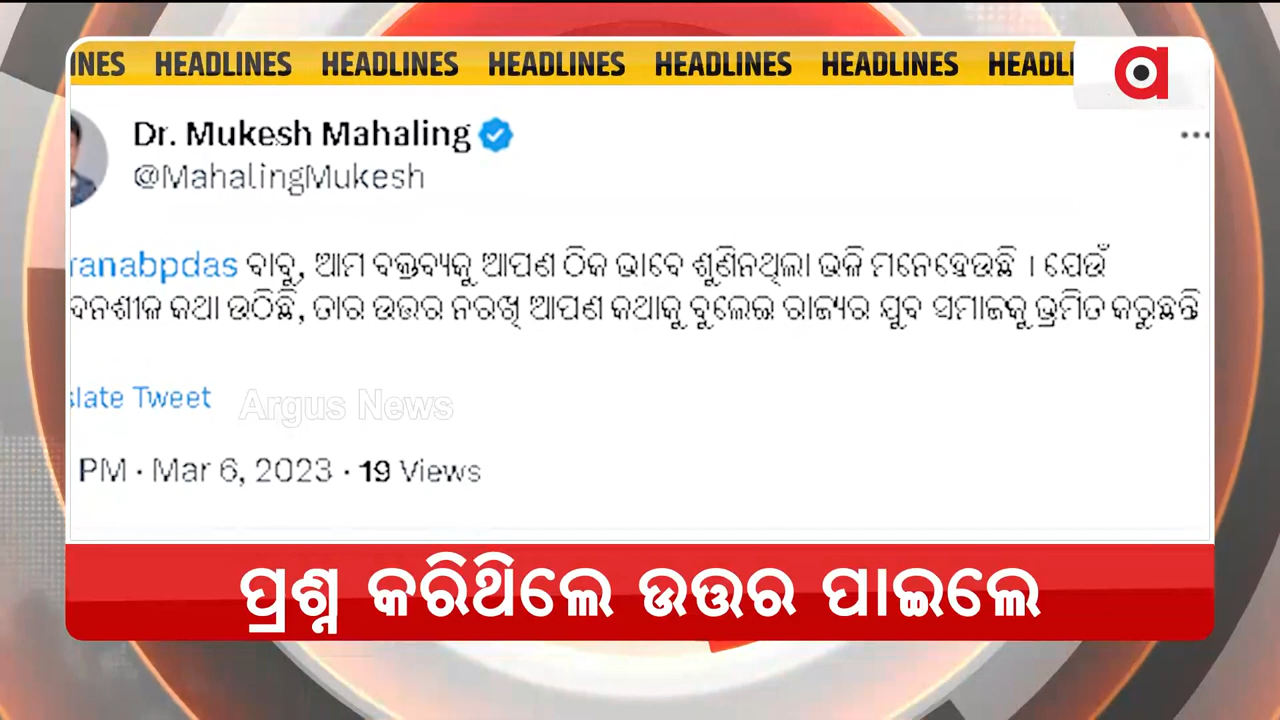 HEADLINES HEADLINES HEADLINES HEADLINES HEADLINES
a
Dr. Mukesh Mahaling
@MahalingMukesh
ranabpdas ବାବୁ, ଆମ ବକ୍ତବ୍ୟକୁ ଆପଣ ଠିକ ଭାବେ ଶୁଣିନଥିଲା ଭଳି ମନେହେଉଛି । ଯେଉଁ
ଦନଶୀଳ କଥା ଉଠିଛି, ତାର ଉତ୍ତର ନରଖି ଆପଣ କଥାକୁ ବୁଲେଇ ରାଜ୍ୟର ଯୁବ ସମାଜକୁ ଭ୍ରମିତ କରୁଛନ୍ତି
slate Tweet
Argus News
PM · Mar 6, 2023 · 19 Views
ପ୍ରଶ୍ନ କରିଥିଲେ ଉତ୍ତର ପାଇଲେ